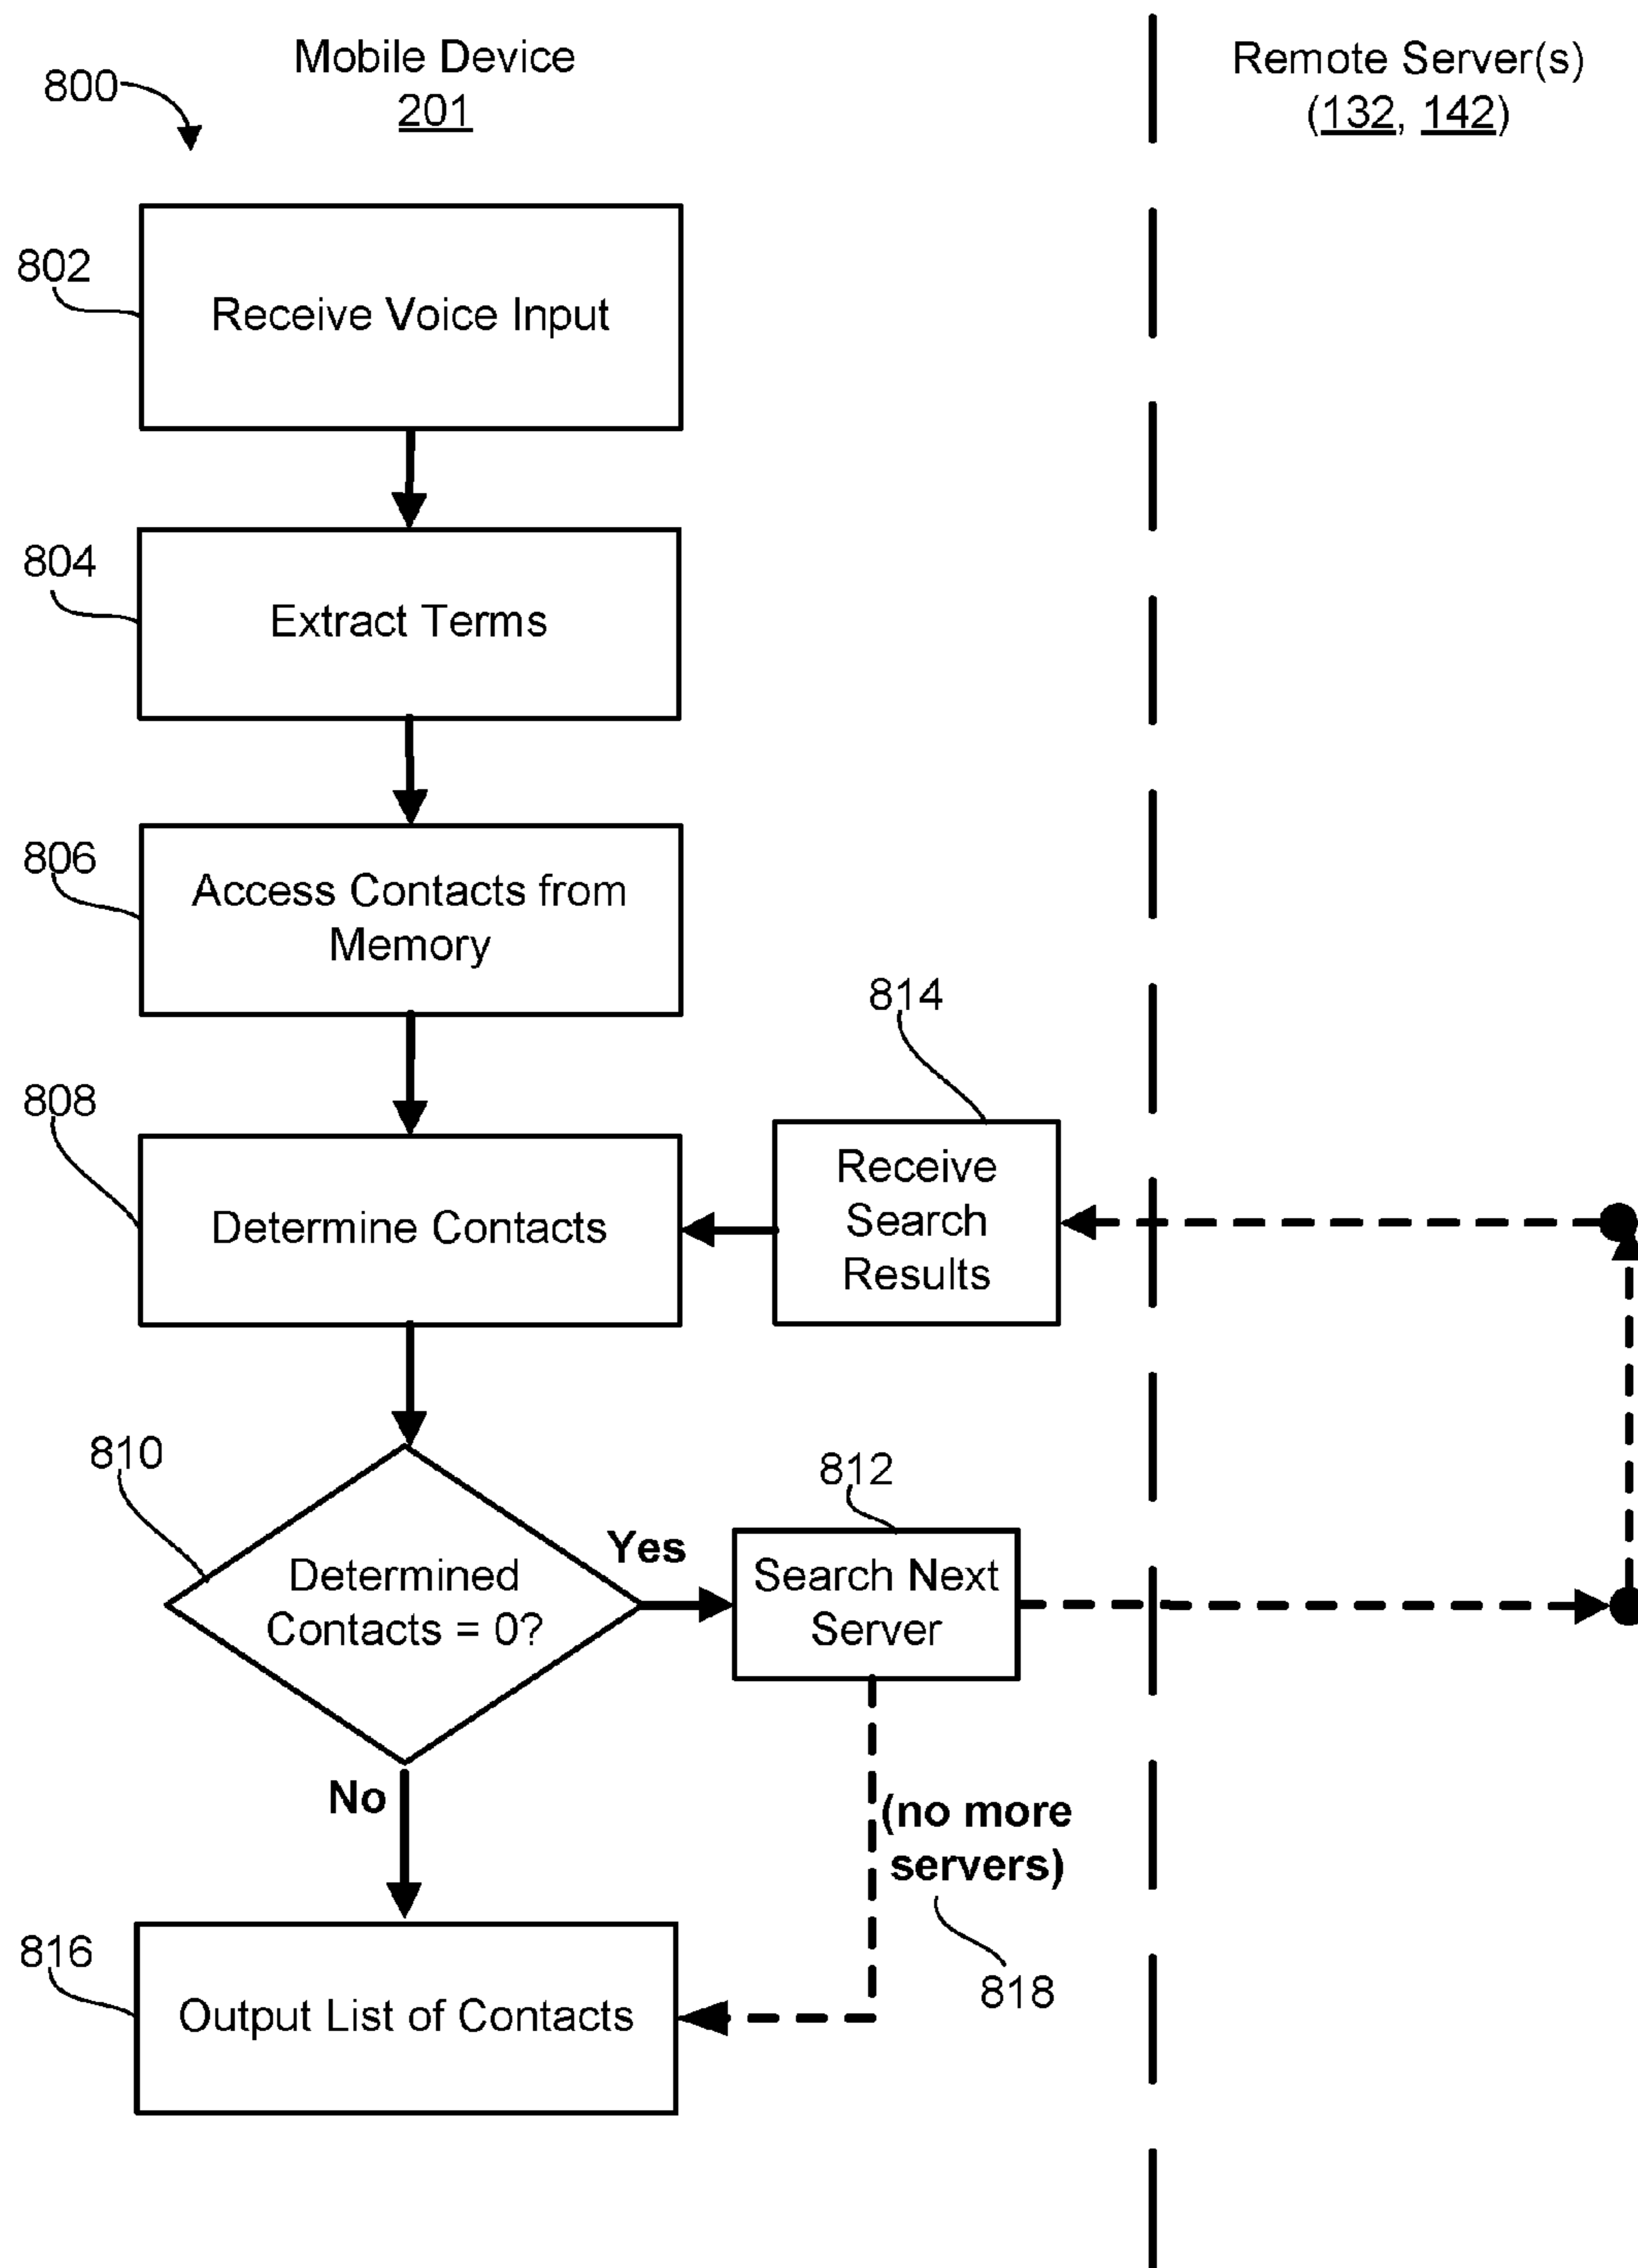 800
Mobile Device
201
Remote Server(s)
(132, 142)
802
Receive Voice Input
804
Extract Terms
806
Access Contacts from
Memory
808
Determine Contacts
814
Receive
Search
Results
810
Determined
Contacts = 0?
Yes
812
Search Next
Server
No
(no more
servers)
818
816
Output List of Contacts